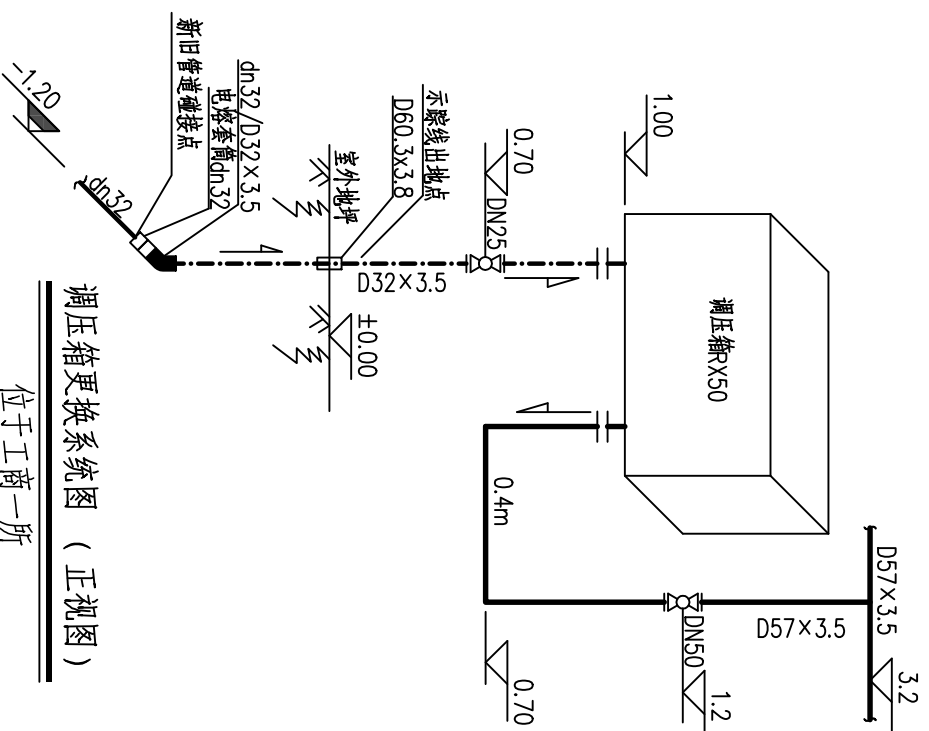 3.2
D57×3.5
D57×3.5
1.2
DN50
1.00
调压箱RX50
0.70
DN25
0.4m
0.70
示踪线出地点
D60.3×3.8
D32×3.5
室外地坪
±0.00
dn32/D32×3.5
电熔套筒dn32
新旧管道碰接点
dn32
-1.20
调压箱更换系统图 （正视图）
位于工商一所